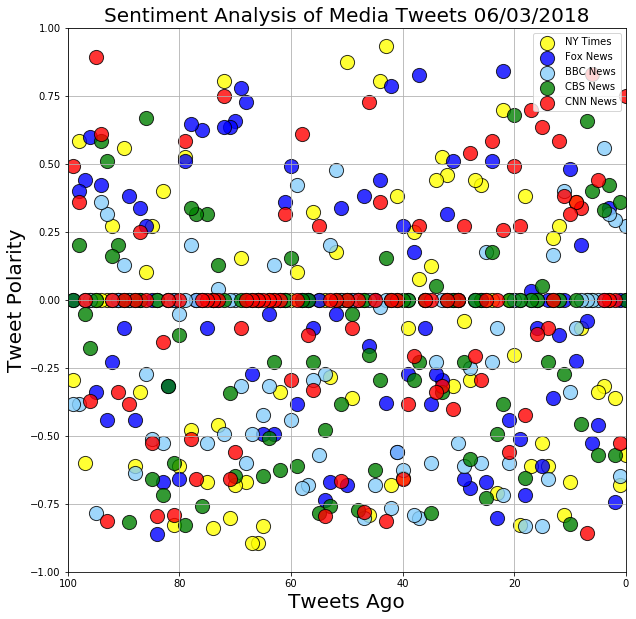 Sentiment Analysis of Media Tweets 06/03/2018
NY Times
Fox News
BBC News
CBS News
CNN News
Tweet Polarity
1.00
0.75
0.50
0.25
0.00
−0.25
−0.50
−0.75
−1.00
100 80 60 40 20 0
Tweets Ago